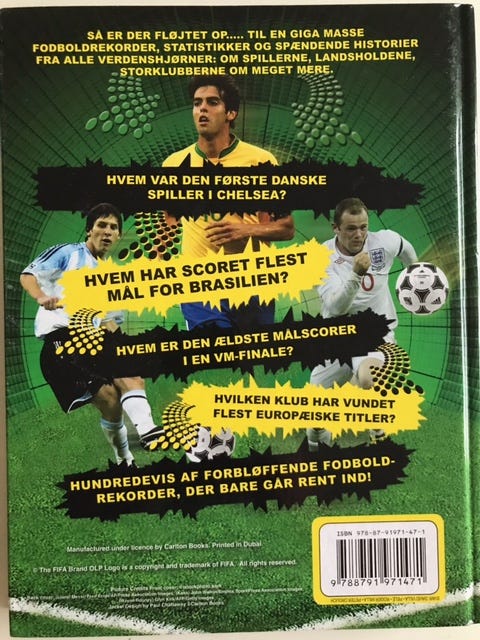 SÅ ER DER FLØJTET OP..... TIL EN GIGA MASSE
FODBOLDREKORDER, STATISTIKKER OG SPÆNDENDE HISTORIER
FRA ALLE VERDENSHJØRNER: OM SPILLERNE, LANDSHOLDENE,
STORKLUBBERNE OM MEGET MERE.
HVEM VAR DEN FØRSTE DANSKE
SPILLER I CHELSEA?
HVEM HAR SCORET FLEST
MÅL FOR BRASILIEN?
HVEM ER DEN ÆLDSTE MÅLSCORER
I EN VM-FINALE?
HVILKEN KLUB HAR VUNDET
FLEST EUROPÆISKE TITLER?
HUNDREDEVIS AF FORBLØFFENDE FODBOLD-
REKORDER, DER BARE GÅR RENT IND!
Manufactured under licence by Carlton Books. Printed in Dubai.
© The FIFA Brand OLP Logo is a copyright and trademark of FIFA. All rights reserved.
Jacket Design by Paul Chattaway
ISBN 978-87-91971-47-1
9 788791 971471